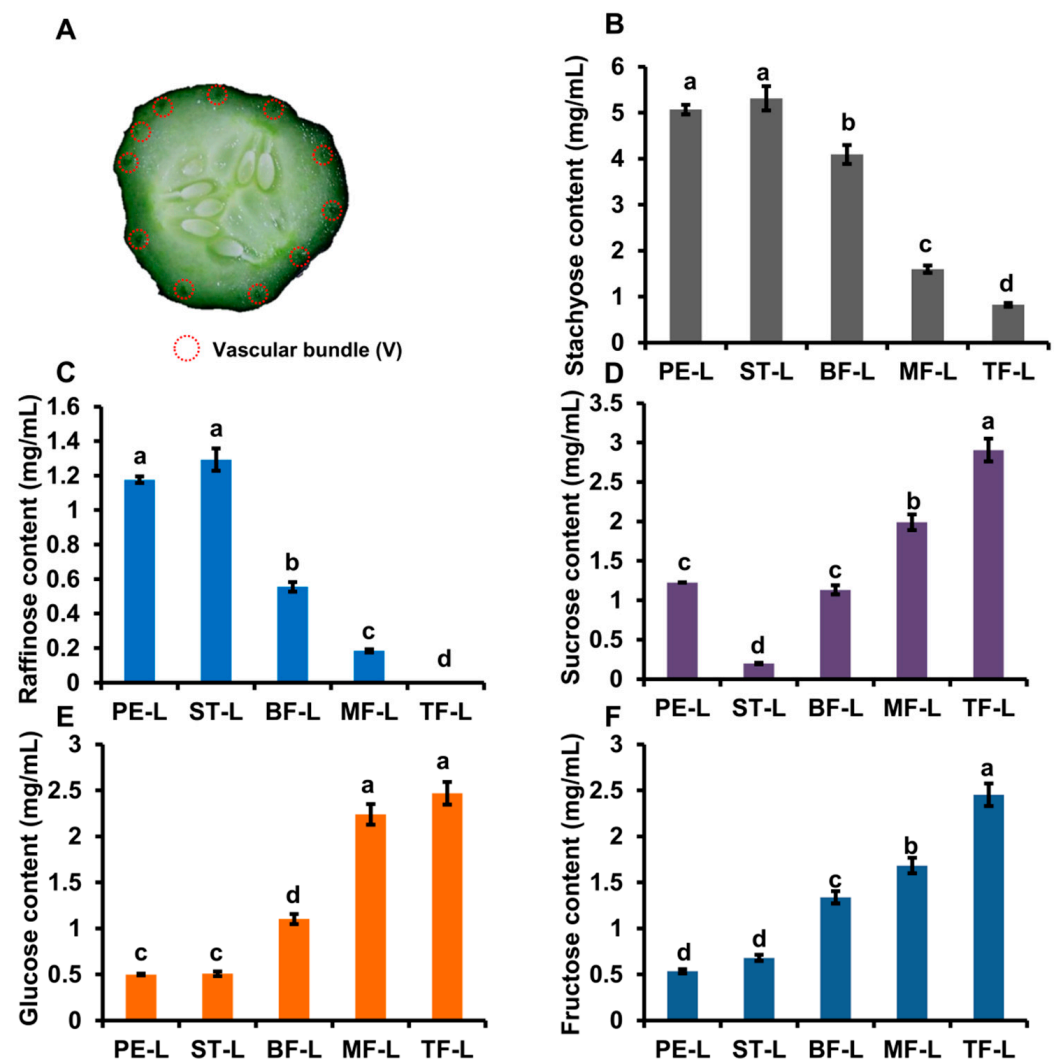 A
Vascular bundle (V)
B
Stachyose content (mg/mL)
6
5
4
3
2
1
0
a
a
b
c
d
PE-L ST-L BF-L MF-L TF-L
C
Raffinose content (mg/mL)
1.6
1.4
1.2
1
0.8
0.6
0.4
0.2
0
a
a
b
c
d
PE-L ST-L BF-L MF-L TF-L
D
Sucrose content (mg/mL)
3.5
3
2.5
2
1.5
1
0.5
0
c
d
c
b
a
PE-L ST-L BF-L MF-L TF-L
E
Glucose content (mg/mL)
3
2.5
2
1.5
1
0.5
0
c
c
d
a
a
PE-L ST-L BF-L MF-L TF-L
F
Fructose content (mg/mL)
3
2.5
2
1.5
1
0.5
0
d
d
c
b
a
PE-L ST-L BF-L MF-L TF-L